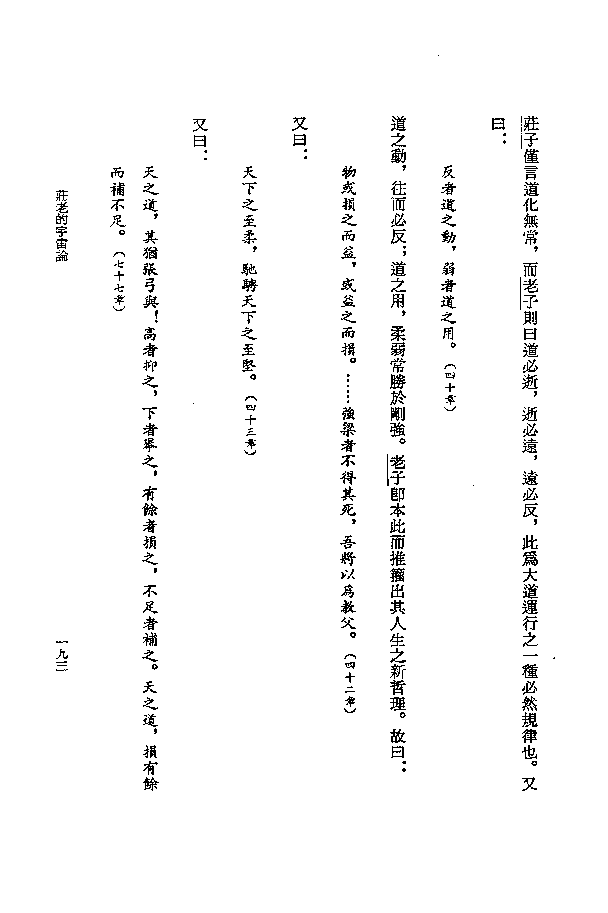 莊子僅言道化無常，而老子則曰道必逝，逝必遠，遠必反，此爲大道運行之一種必然規律也。又
曰：
反者道之動，弱者道之用。（四十章）
道之動，往而必反；道之用，柔弱常勝於剛強。老子卽本此而推籀出其人生之新哲理。故曰：
物或損之而益，或益之而損。……強梁者不得其死，吾將以爲教父。（四十二章）
又曰：
天下之至柔，馳騁天下之至堅。（四十三章）
又曰：
天之道，其猶張弓與！高者抑之，下者舉之，有餘者損之，不足者補之。天之道，損有餘
而補不足。（七十七章）
莊老的宇宙論
一九三